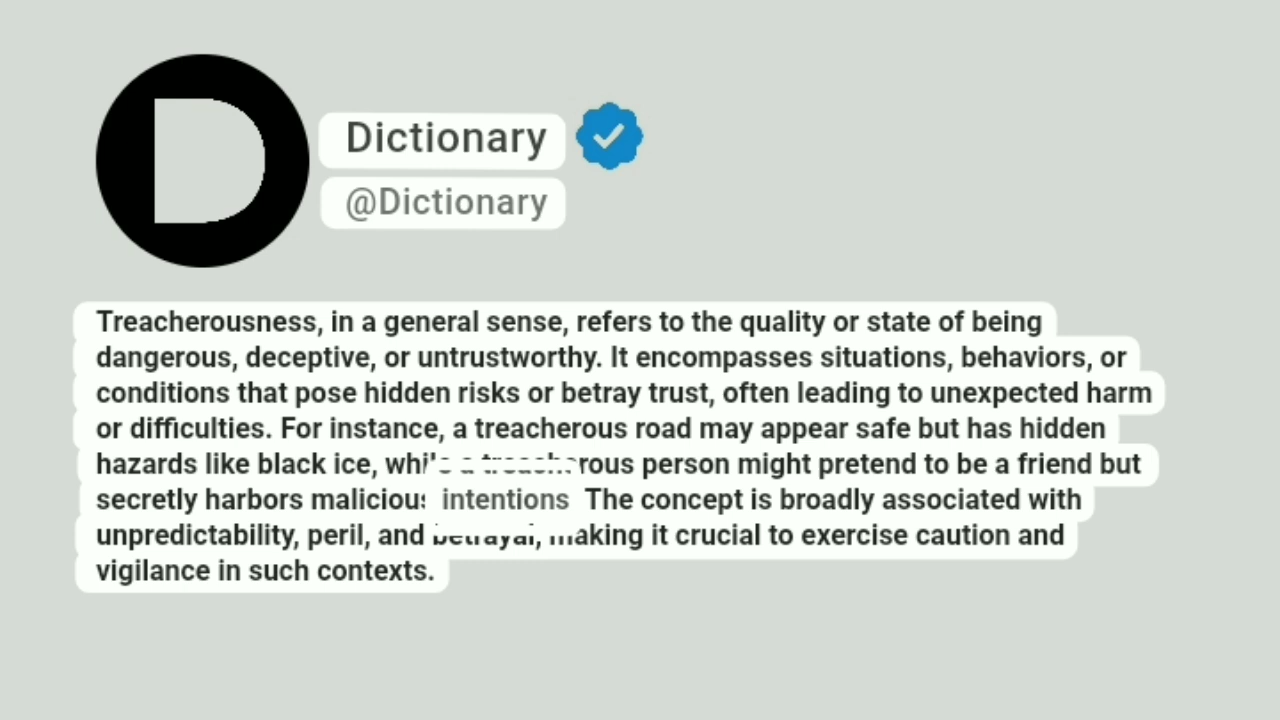 D
Dictionary
@Dictionary
Treacherousness, in a general sense, refers to the quality or state of being
dangerous, deceptive, or untrustworthy. It encompasses situations, behaviors, or
conditions that pose hidden risks or betray trust, often leading to unexpected harm
or difficulties. For instance, a treacherous road may appear safe but has hidden
hazards like black ice, while a treacherous person might pretend to be a friend but
secretly harbors malicious intentions The concept is broadly associated with
unpredictability, peril, and betrayal, making it crucial to exercise caution and
vigilance in such contexts.